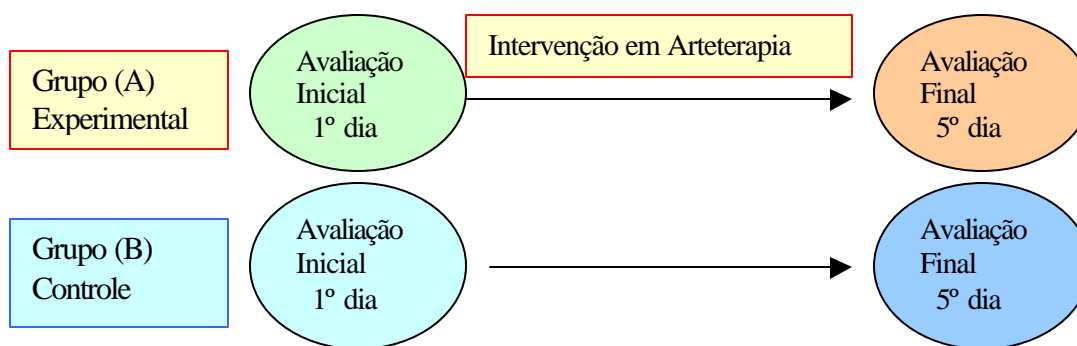 Grupo (A)
Experimental
Avaliação
Inicial
1º dia
Intervenção em Arteterapia
Avaliação
Final
5º dia
Grupo (B)
Controle
Avaliação
Inicial
1º dia
Avaliação
Final
5º dia